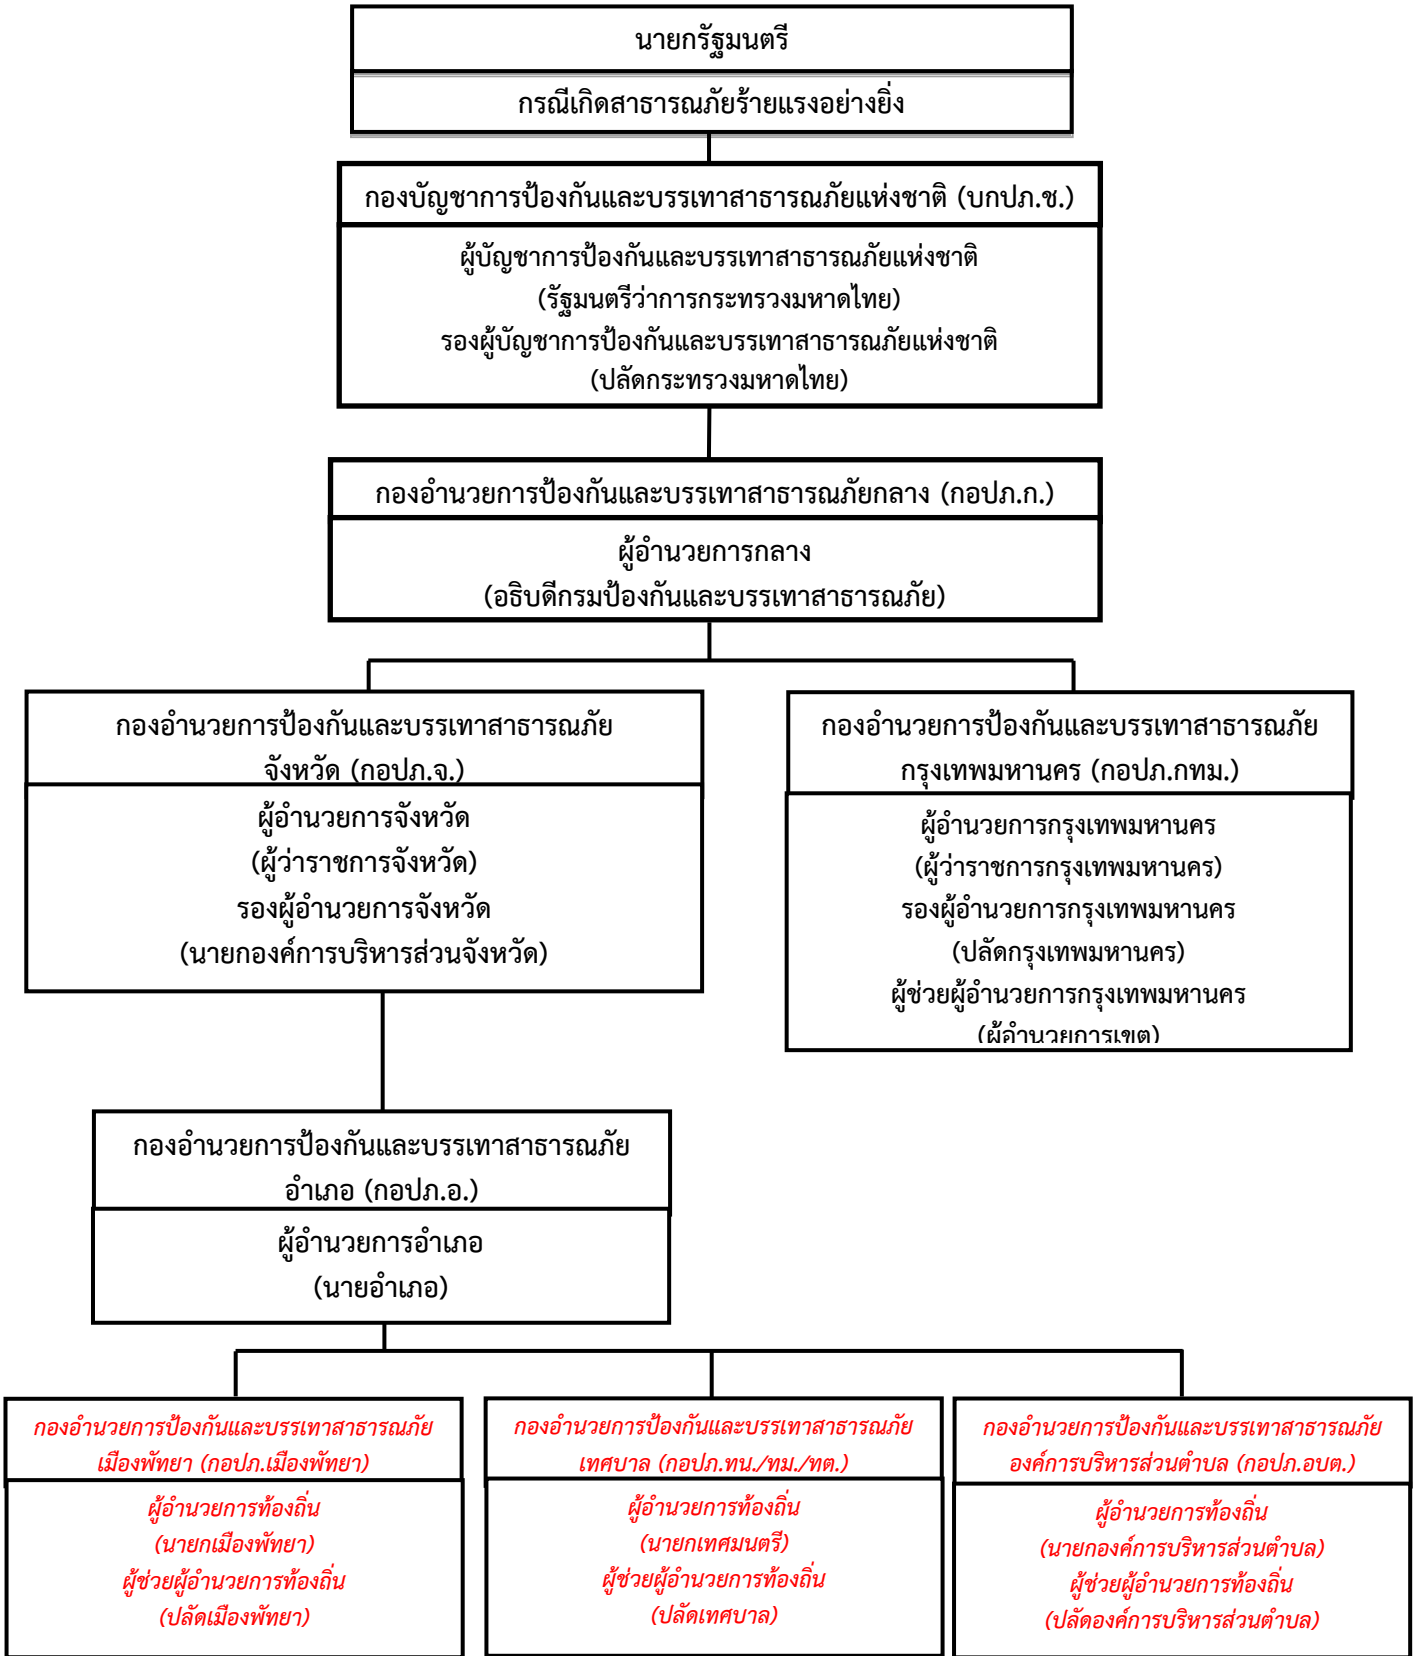 นายกรัฐมนตรี
กรณีเกิดสาธารณภัยร้ายแรงอย่างยิ่ง
กองบัญชาการป้องกันและบรรเทาสาธารณภัยแห่งชาติ (บกปภ.ช.)
ผู้บัญชาการป้องกันและบรรเทาสาธารณภัยแห่งชาติ
(รัฐมนตรีว่าการกระทรวงมหาดไทย)
รองผู้บัญชาการป้องกันและบรรเทาสาธารณภัยแห่งชาติ
(ปลัดกระทรวงมหาดไทย)
กองอำนวยการป้องกันและบรรเทาสาธารณภัยกลาง (กอปภ.ก.)
ผู้อำนวยการกลาง
(อธิบดีกรมป้องกันและบรรเทาสาธารณภัย)
กองอำนวยการป้องกันและบรรเทาสาธารณภัย
จังหวัด (กอปภ.จ.)
ผู้อำนวยการจังหวัด
(ผู้ว่าราชการจังหวัด)
รองผู้อำนวยการจังหวัด
(นายกองค์การบริหารส่วนจังหวัด)
กองอำนวยการป้องกันและบรรเทาสาธารณภัย
กรุงเทพมหานคร (กอปภ.กทม.)
ผู้อำนวยการกรุงเทพมหานคร
(ผู้ว่าราชการกรุงเทพมหานคร)
รองผู้อำนวยการกรุงเทพมหานคร
(ปลัดกรุงเทพมหานคร)
ผู้ช่วยผู้อำนวยการกรุงเทพมหานคร
(ผู้อำนวยการเขต)
กองอำนวยการป้องกันและบรรเทาสาธารณภัย
อำเภอ (กอปภ.อ.)
ผู้อำนวยการอำเภอ
(นายอำเภอ)
กองอำนวยการป้องกันและบรรเทาสาธารณภัย
เมืองพัทยา (กอปภ.เมืองพัทยา)
ผู้อำนวยการท้องถิ่น
(นายกเมืองพัทยา)
ผู้ช่วยผู้อำนวยการท้องถิ่น
(ปลัดเมืองพัทยา)
กองอำนวยการป้องกันและบรรเทาสาธารณภัย
เทศบาล (กอปภ.ทน./ทม./ทต.)
ผู้อำนวยการท้องถิ่น
(นายกเทศมนตรี)
ผู้ช่วยผู้อำนวยการท้องถิ่น
(ปลัดเทศบาล)
กองอำนวยการป้องกันและบรรเทาสาธารณภัย
องค์การบริหารส่วนตำบล (กอปภ.อบต.)
ผู้อำนวยการท้องถิ่น
(นายกองค์การบริหารส่วนตำบล)
ผู้ช่วยผู้อำนวยการท้องถิ่น
(ปลัดองค์การบริหารส่วนตำบล)